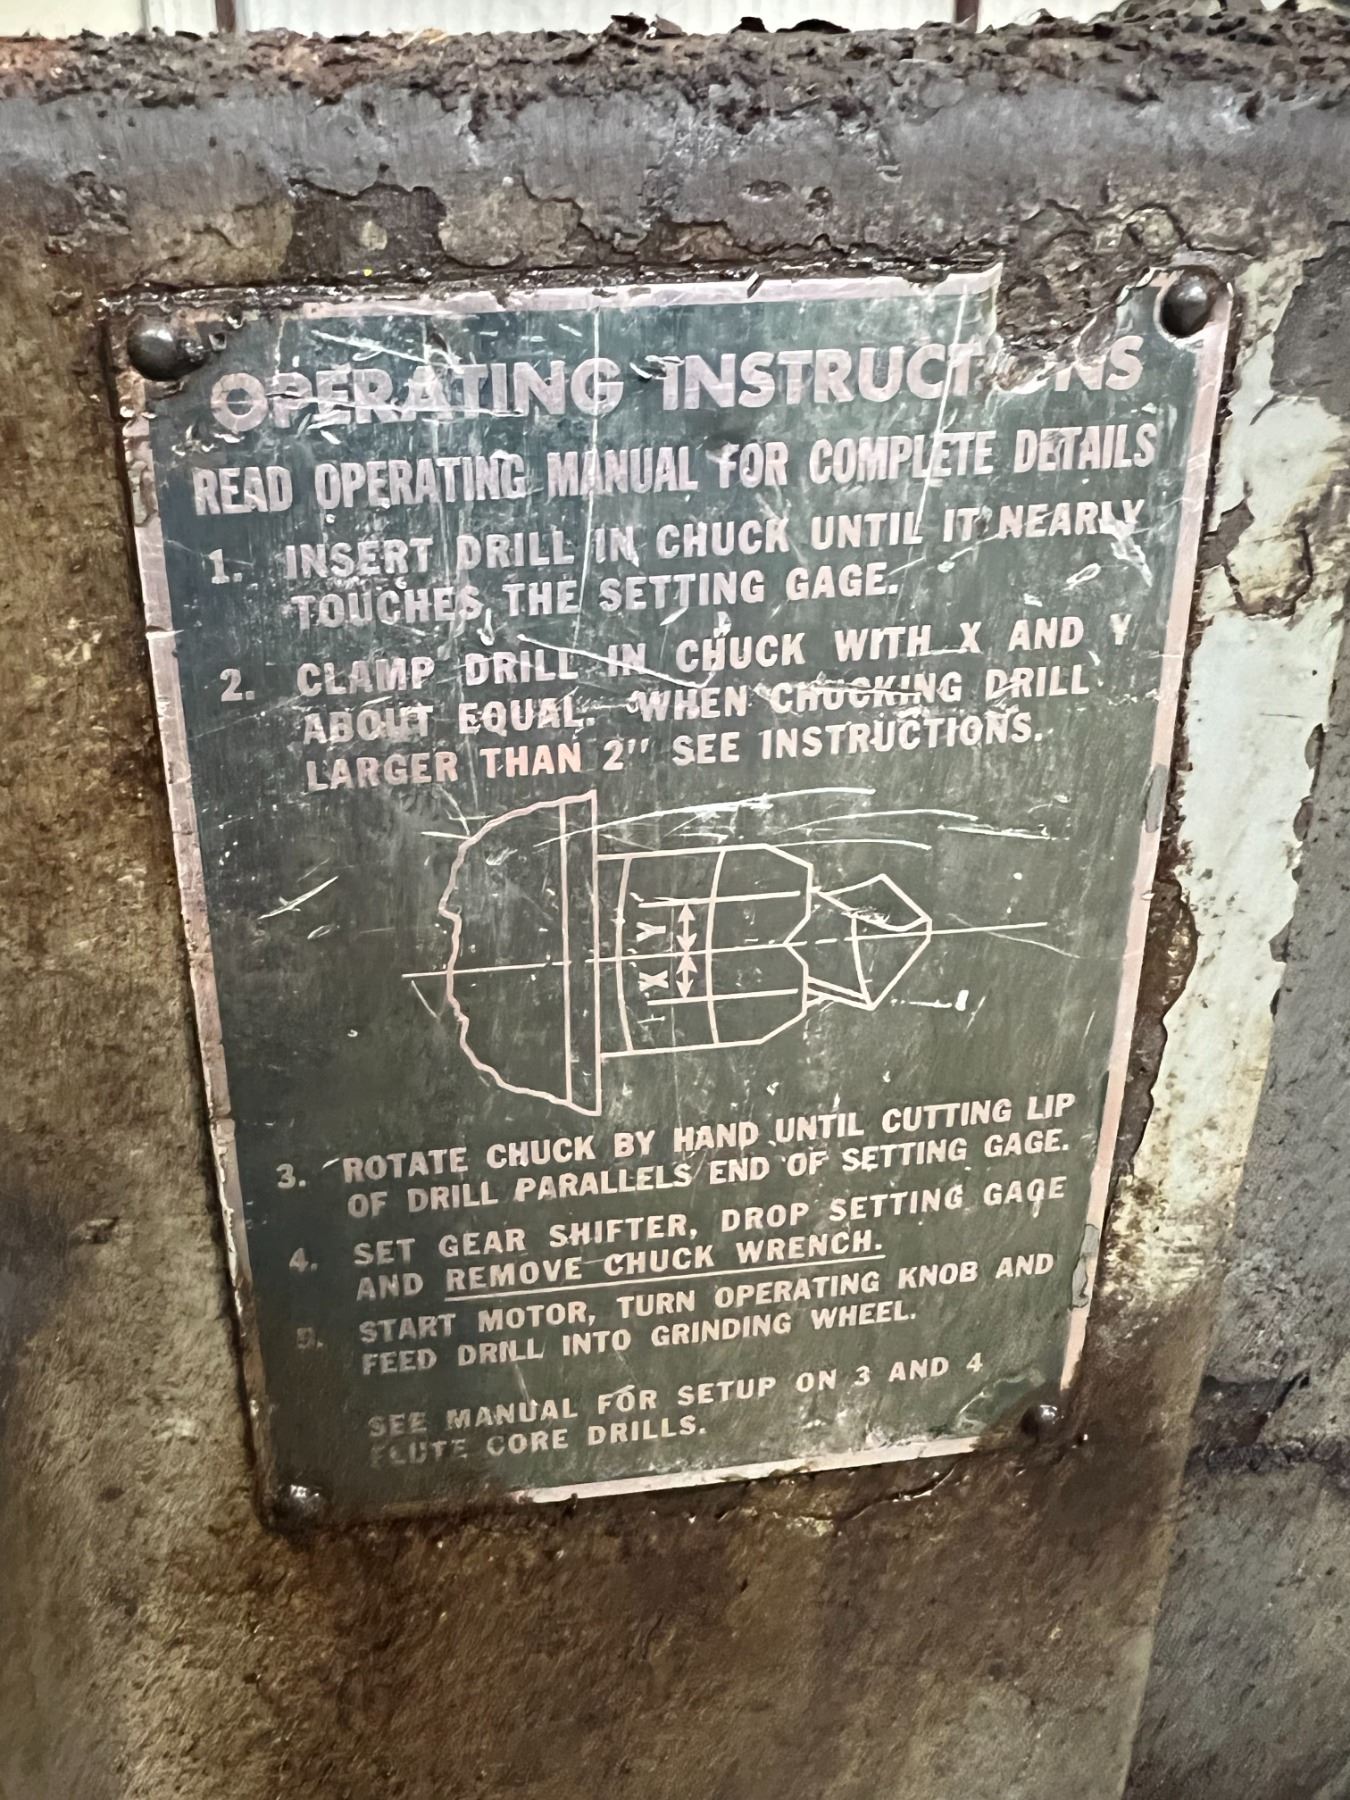 OPERATING INSTRUCTIONS
READ OPERATING MANUAL FOR COMPLETE DETAILS
1. INSERT DRILL IN CHUCK UNTIL IT NEARLY
TOUCHES THE SETTING GAGE.
2. CLAMP DRILL IN CHUCK WITH X AND Y
ABOUT EQUAL. WHEN CHUCKING DRILL
LARGER THAN 2" SEE INSTRUCTIONS.
Y
X
3. ROTATE CHUCK BY HAND UNTIL CUTTING LIP
OF DRILL PARALLELS END OF SETTING GAGE.
4. SET GEAR SHIFTER, DROP SETTING GAGE
AND REMOVE CHUCK WRENCH.
5. START MOTOR, TURN OPERATING KNOB AND
FEED DRILL INTO GRINDING WHEEL.
SEE MANUAL FOR SETUP ON 3 AND 4
FLUTE CORE DRILLS.